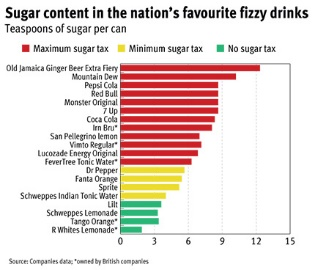 Sugar content in the nation's favourite fizzy drinks
Teaspoons of sugar per can
Maximum sugar tax
Minimum sugar tax
No sugar tax
Old Jamaica Ginger Beer Extra Fiery
Mountain Dew
Pepsi Cola
Red Bull
Monster Original
7 Up
Coca Cola
Irn Bru*
San Pellegrino lemon
Vimto Regular*
Lucozade Energy Original
FeverTree Tonic Water*
Dr Pepper
Fanta Orange
Sprite
Schweppes Indian Tonic Water
Lilt
Schweppes Lemonade
Tango Orange*
R Whites Lemonade*
0 3 6 9 12 15
Source: Companies data; *owned by British companies